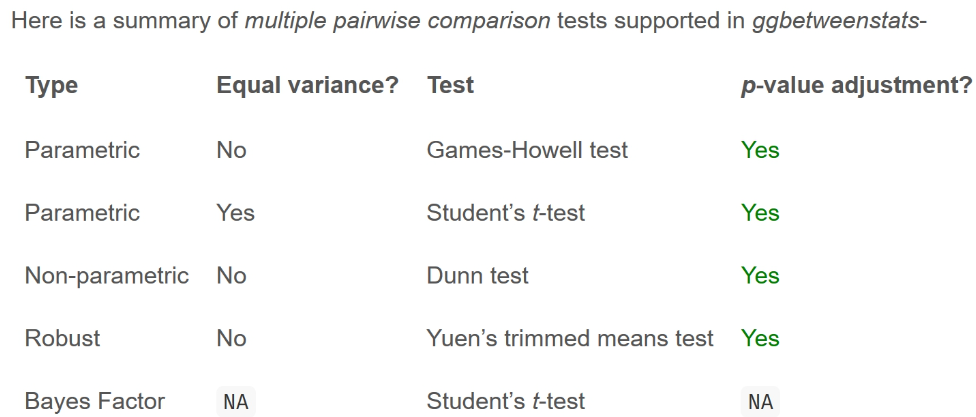 Here is a summary of multiple pairwise comparison tests supported in ggbetweenstats-
Type Equal variance? Test p-value adjustment?
Parametric No Games-Howell test Yes
Parametric Yes Student’s t-test Yes
Non-parametric No Dunn test Yes
Robust No Yuen’s trimmed means test Yes
Bayes Factor NA Student’s t-test NA